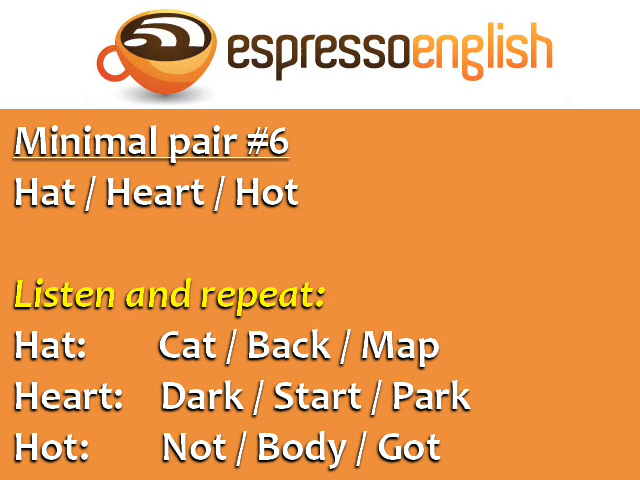 espressoenglish
Minimal pair #6
Hat / Heart / Hot
Listen and repeat:
Hat: Cat / Back / Map
Heart: Dark / Start / Park
Hot: Not / Body / Got